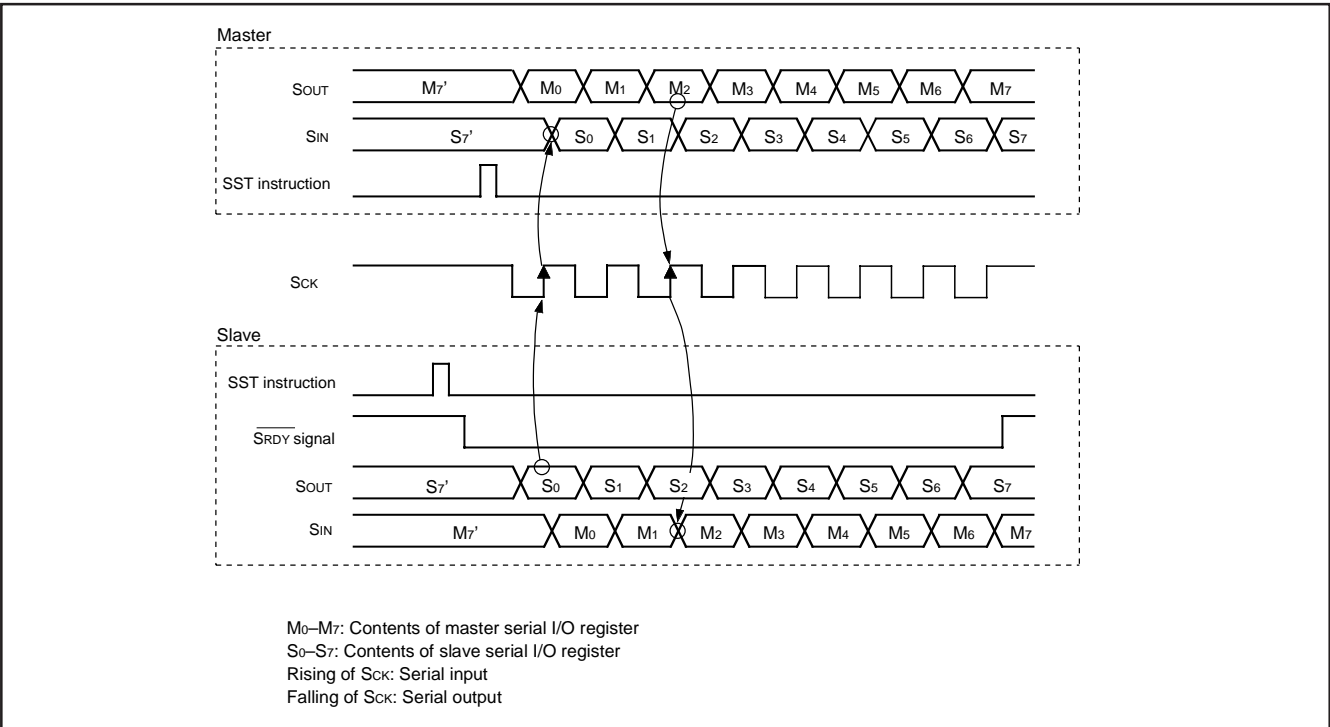 Master
SOUT M7' M0 M1 M2 M3 M4 M5 M6 M7
SIN S7' S0 S1 S2 S3 S4 S5 S6 S7
SST instruction
SCK
Slave
SST instruction
SRDY signal
SOUT S7' S0 S1 S2 S3 S4 S5 S6 S7
SIN M7' M0 M1 M2 M3 M4 M5 M6 M7
M0–M7: Contents of master serial I/O register
S0–S7: Contents of slave serial I/O register
Rising of SCK: Serial input
Falling of SCK: Serial output